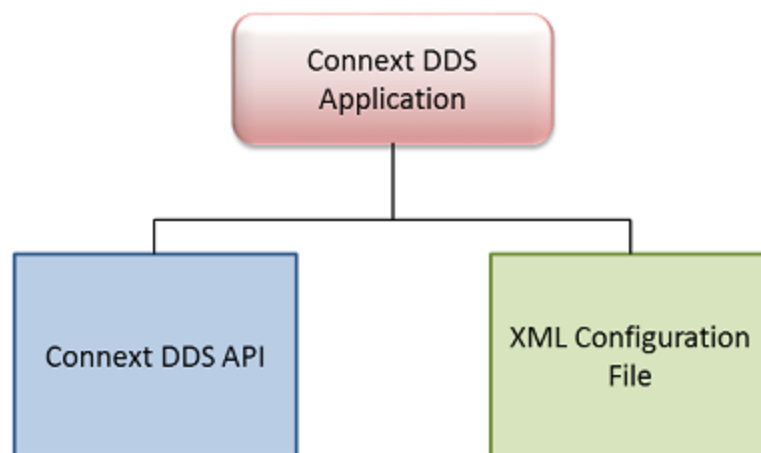 Connext DDS
Application
Connext DDS API
XML Configuration
File